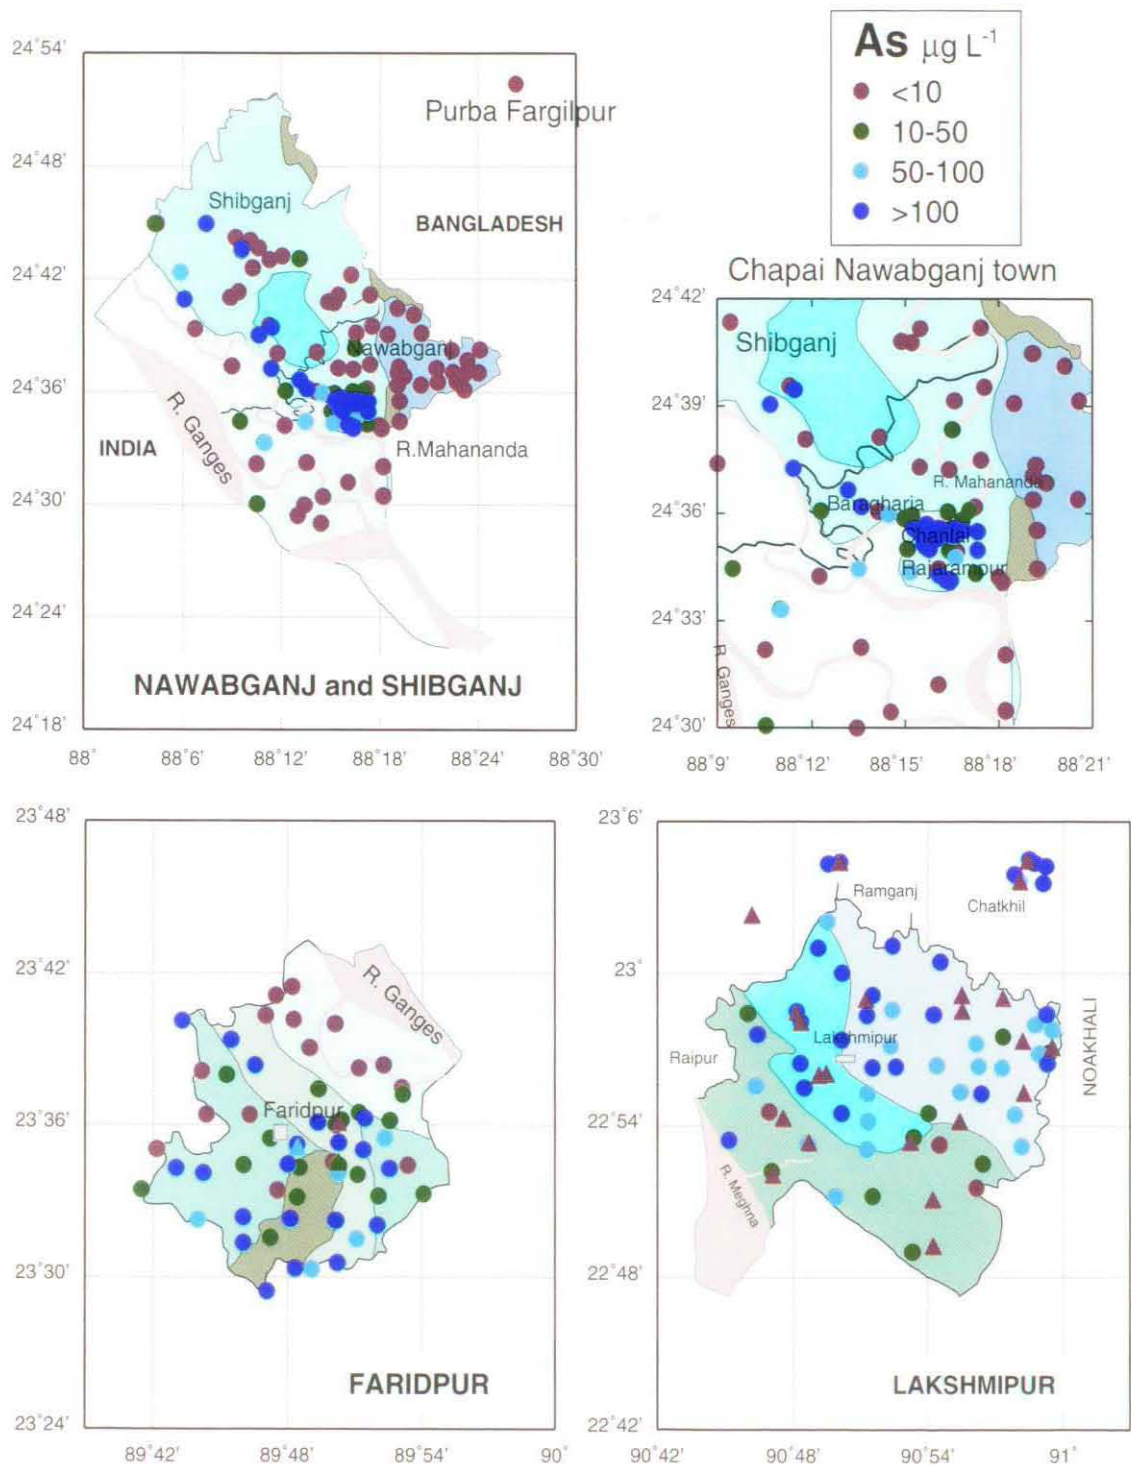 As µg L⁻¹
<10
10-50
50-100
>100
24°54'
24°48'
24°42'
24°36'
24°30'
24°24'
24°18'
88°
88°6'
88°12'
88°18'
88°24'
88°30'
Purba Fargilpur
Shibganj
BANGLADESH
Nawabganj
R. Ganges
INDIA
R.Mahananda
NAWABGANJ and SHIBGANJ
Chapai Nawabganj town
24°42'
24°39'
24°36'
24°33'
24°30'
88°9'
88°12'
88°15'
88°18'
88°21'
Shibganj
R. Mahananda
Baragharia
Chanlai
Rajarampur
R. Ganges
23°48'
23°42'
23°36'
23°30'
23°24'
89°42'
89°48'
89°54'
90°
R. Ganges
Faridpur
FARIDPUR
23°6'
23°
22°54'
22°48'
22°42'
90°42'
90°48'
90°54'
91°
Ramganj
Chatkhil
Lakshmipur
Raipur
NOAKHALI
R. Meghna
LAKSHMIPUR